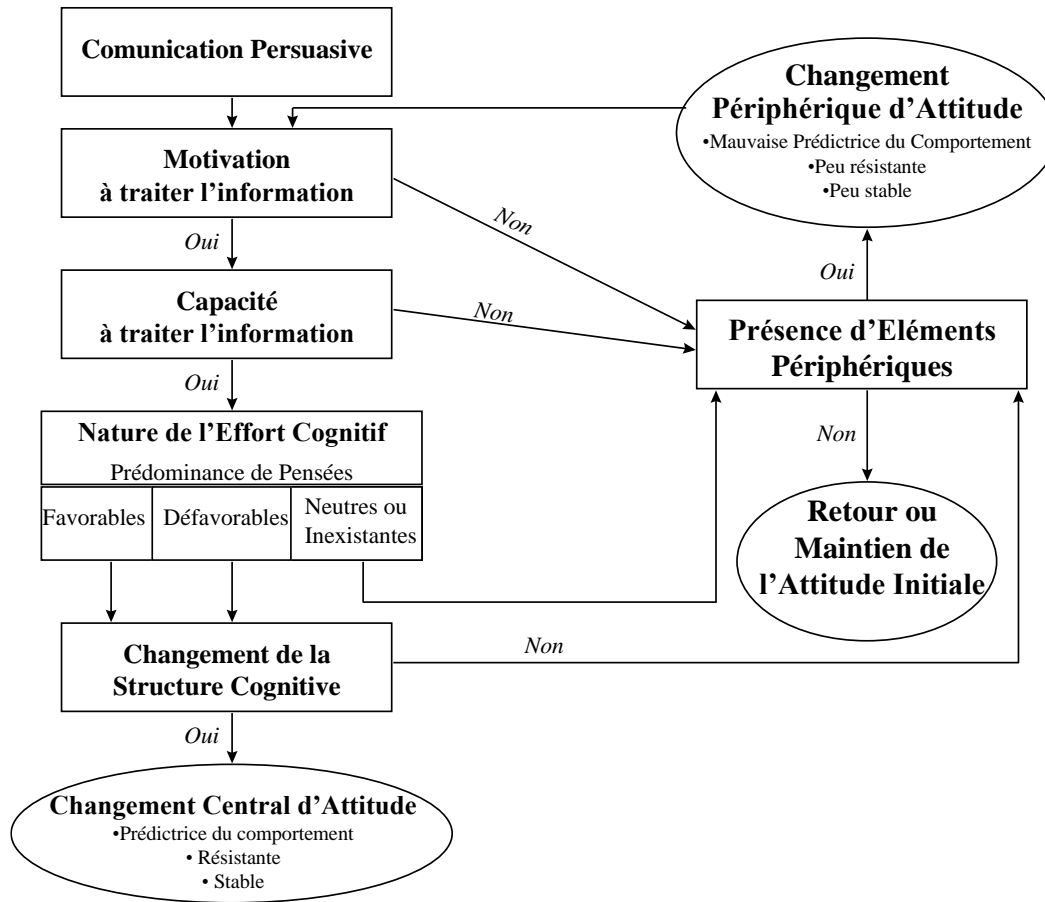 Comunication Persuasive
Motivation
à traiter l’information
Oui
Capacité
à traiter l’information
Oui
Nature de l’Effort Cognitif
Prédominance de Pensées
Favorables
Défavorables
Neutres ou
Inexistantes
Changement de la
Structure Cognitive
Oui
Changement Central d’Attitude
•Prédictrice du comportement
• Résistante
• Stable
Non
Non
Non
Changement
Périphérique d’Attitude
•Mauvaise Prédictrice du Comportement
•Peu résistante
•Peu stable
Oui
Présence d’Eléments
Périphériques
Non
Retour ou
Maintien de
l’Attitude Initiale